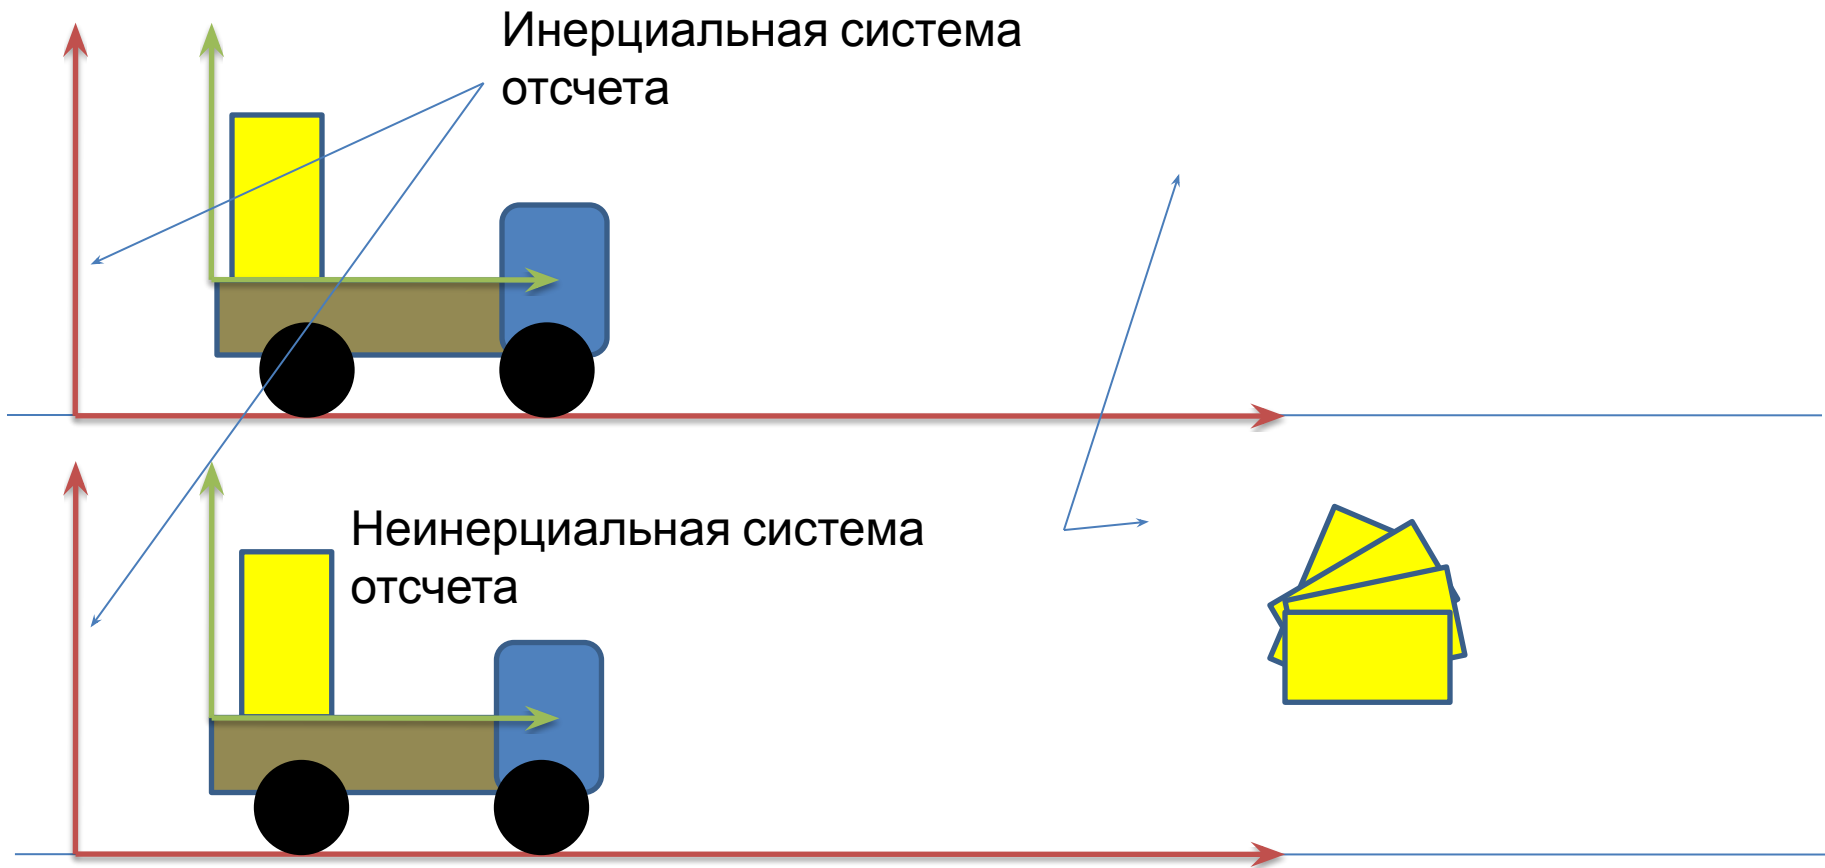 Инерциальная система
отсчета
Неинерциальная система
отсчета